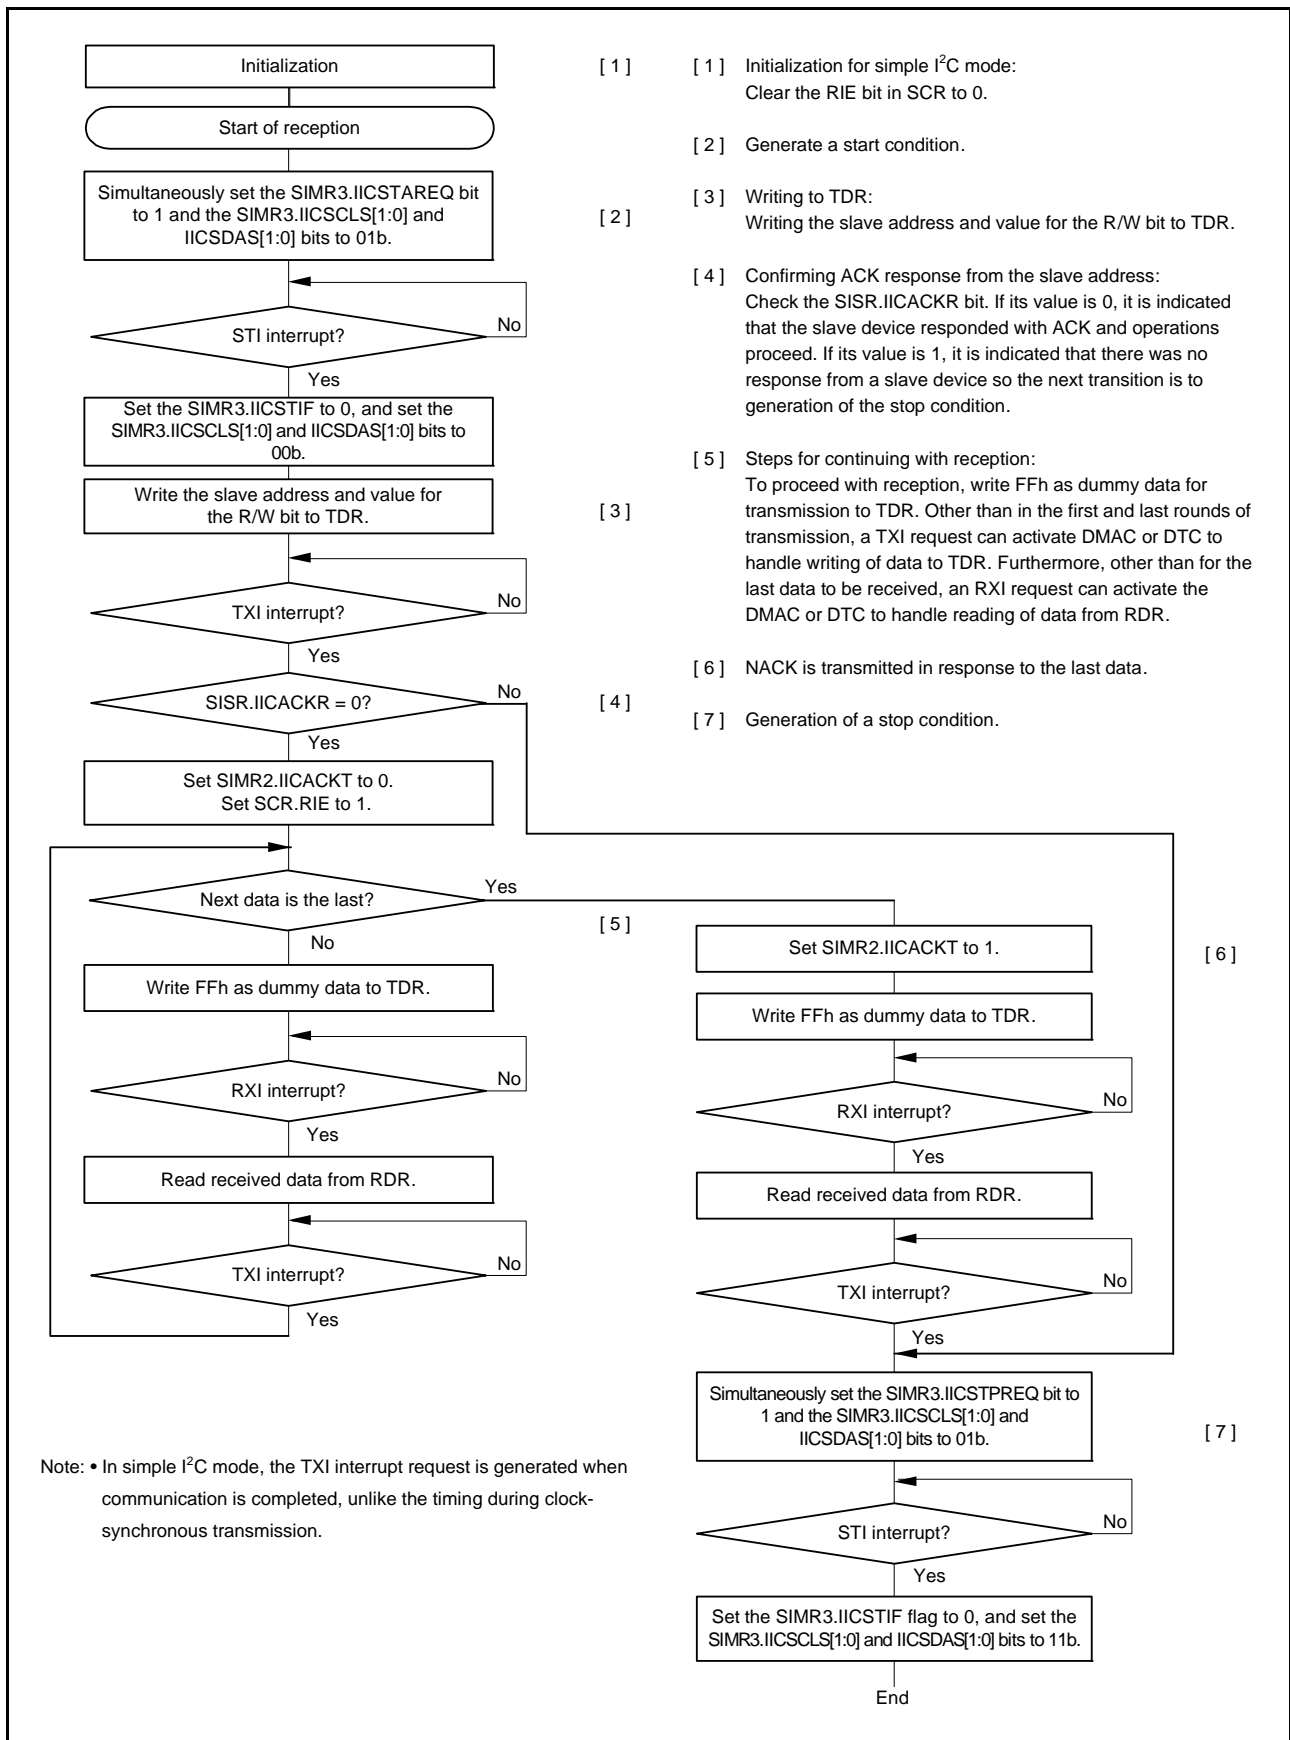 Initialization
[ 1 ]
Start of reception
Simultaneously set the SIMR3.IICSTAREQ bit
to 1 and the SIMR3.IICSCLS[1:0] and
IICSDAS[1:0] bits to 01b.
[ 2 ]
STI interrupt?
No
Yes
Set the SIMR3.IICSTIF to 0, and set the
SIMR3.IICSCLS[1:0] and IICSDAS[1:0] bits to
00b.
Write the slave address and value for
the R/W bit to TDR.
[ 3 ]
TXI interrupt?
No
Yes
SISR.IICACKR = 0?
No
[ 4 ]
Yes
Set SIMR2.IICACKT to 0.
Set SCR.RIE to 1.
Next data is the last?
Yes
[ 5 ]
No
Write FFh as dummy data to TDR.
RXI interrupt?
No
Yes
Read received data from RDR.
TXI interrupt?
No
Yes
[ 1 ] Initialization for simple I²C mode:
Clear the RIE bit in SCR to 0.
[ 2 ] Generate a start condition.
[ 3 ] Writing to TDR:
Writing the slave address and value for the R/W bit to TDR.
[ 4 ] Confirming ACK response from the slave address:
Check the SISR.IICACKR bit. If its value is 0, it is indicated
that the slave device responded with ACK and operations
proceed. If its value is 1, it is indicated that there was no
response from a slave device so the next transition is to
generation of the stop condition.
[ 5 ] Steps for continuing with reception:
To proceed with reception, write FFh as dummy data for
transmission to TDR. Other than in the first and last rounds of
transmission, a TXI request can activate DMAC or DTC to
handle writing of data to TDR. Furthermore, other than for the
last data to be received, an RXI request can activate the
DMAC or DTC to handle reading of data from RDR.
[ 6 ] NACK is transmitted in response to the last data.
[ 7 ] Generation of a stop condition.
Set SIMR2.IICACKT to 1.
[ 6 ]
Write FFh as dummy data to TDR.
RXI interrupt?
No
Yes
Read received data from RDR.
TXI interrupt?
No
Yes
Simultaneously set the SIMR3.IICSTPREQ bit to
1 and the SIMR3.IICSCLS[1:0] and
IICSDAS[1:0] bits to 01b.
[ 7 ]
STI interrupt?
No
Yes
Set the SIMR3.IICSTIF flag to 0, and set the
SIMR3.IICSCLS[1:0] and IICSDAS[1:0] bits to 11b.
End
Note: • In simple I²C mode, the TXI interrupt request is generated when
communication is completed, unlike the timing during clock-
synchronous transmission.